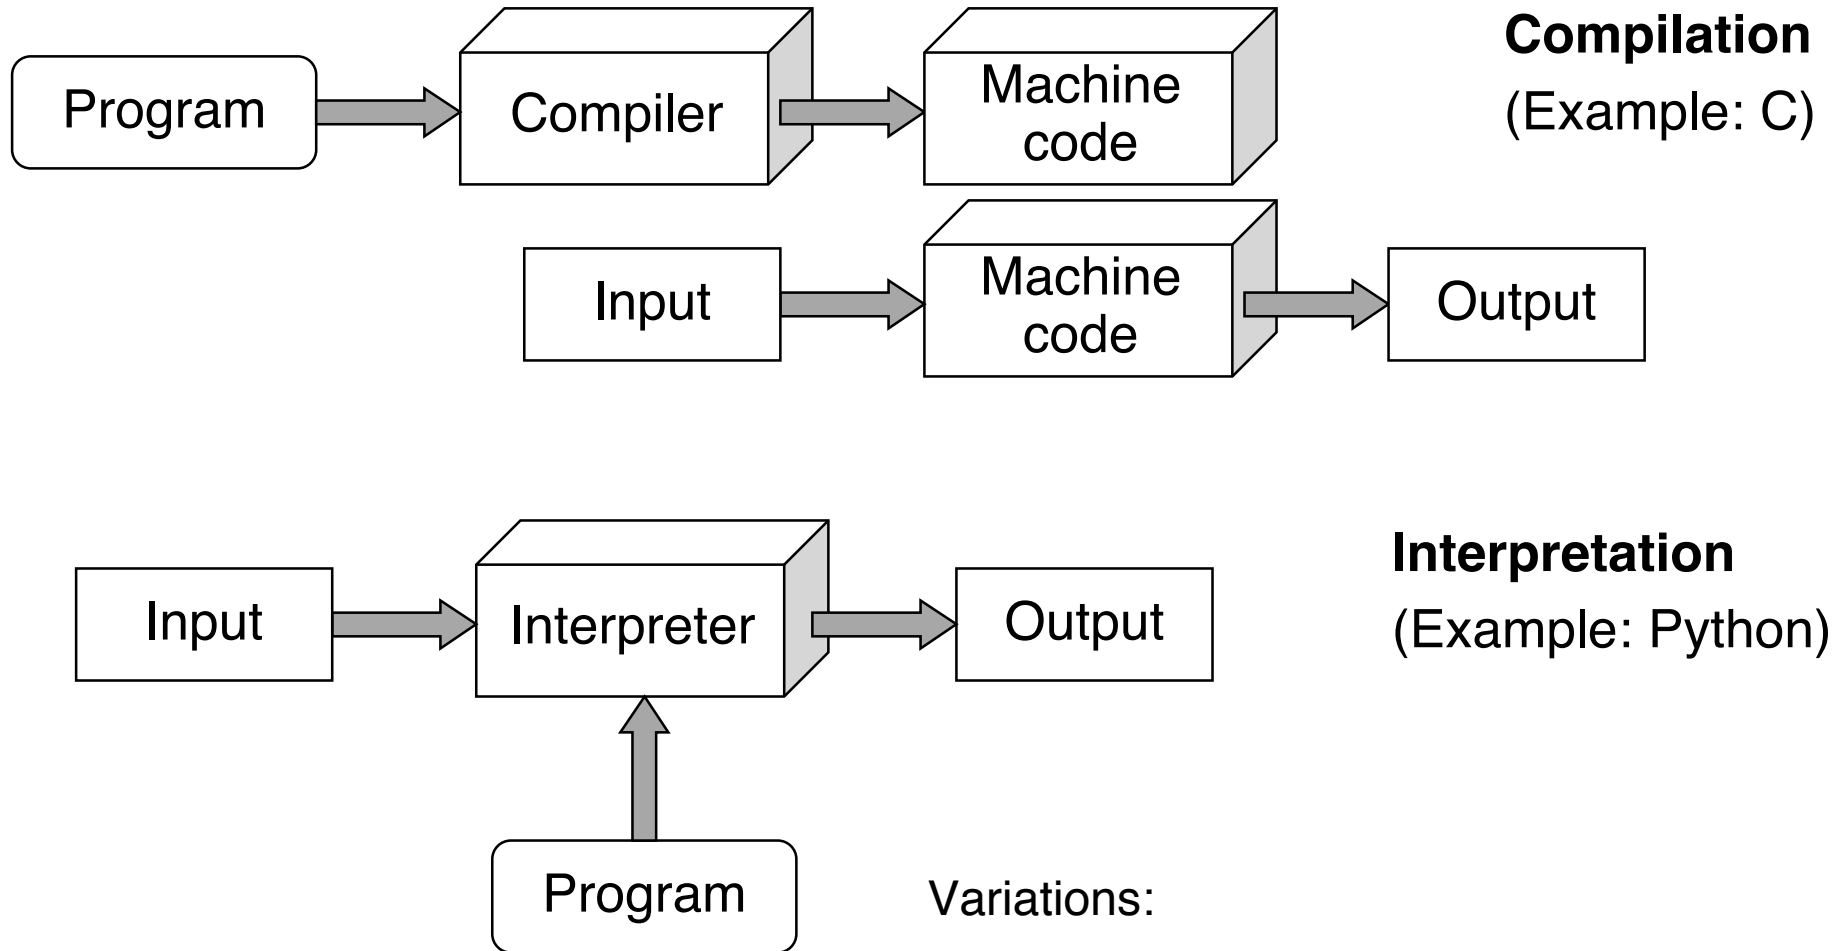 Program
Compiler
Machine
code
Compilation
(Example: C)
Input
Machine
code
Output
Input
Interpreter
Output
Interpretation
(Example: Python)
Program
Variations: